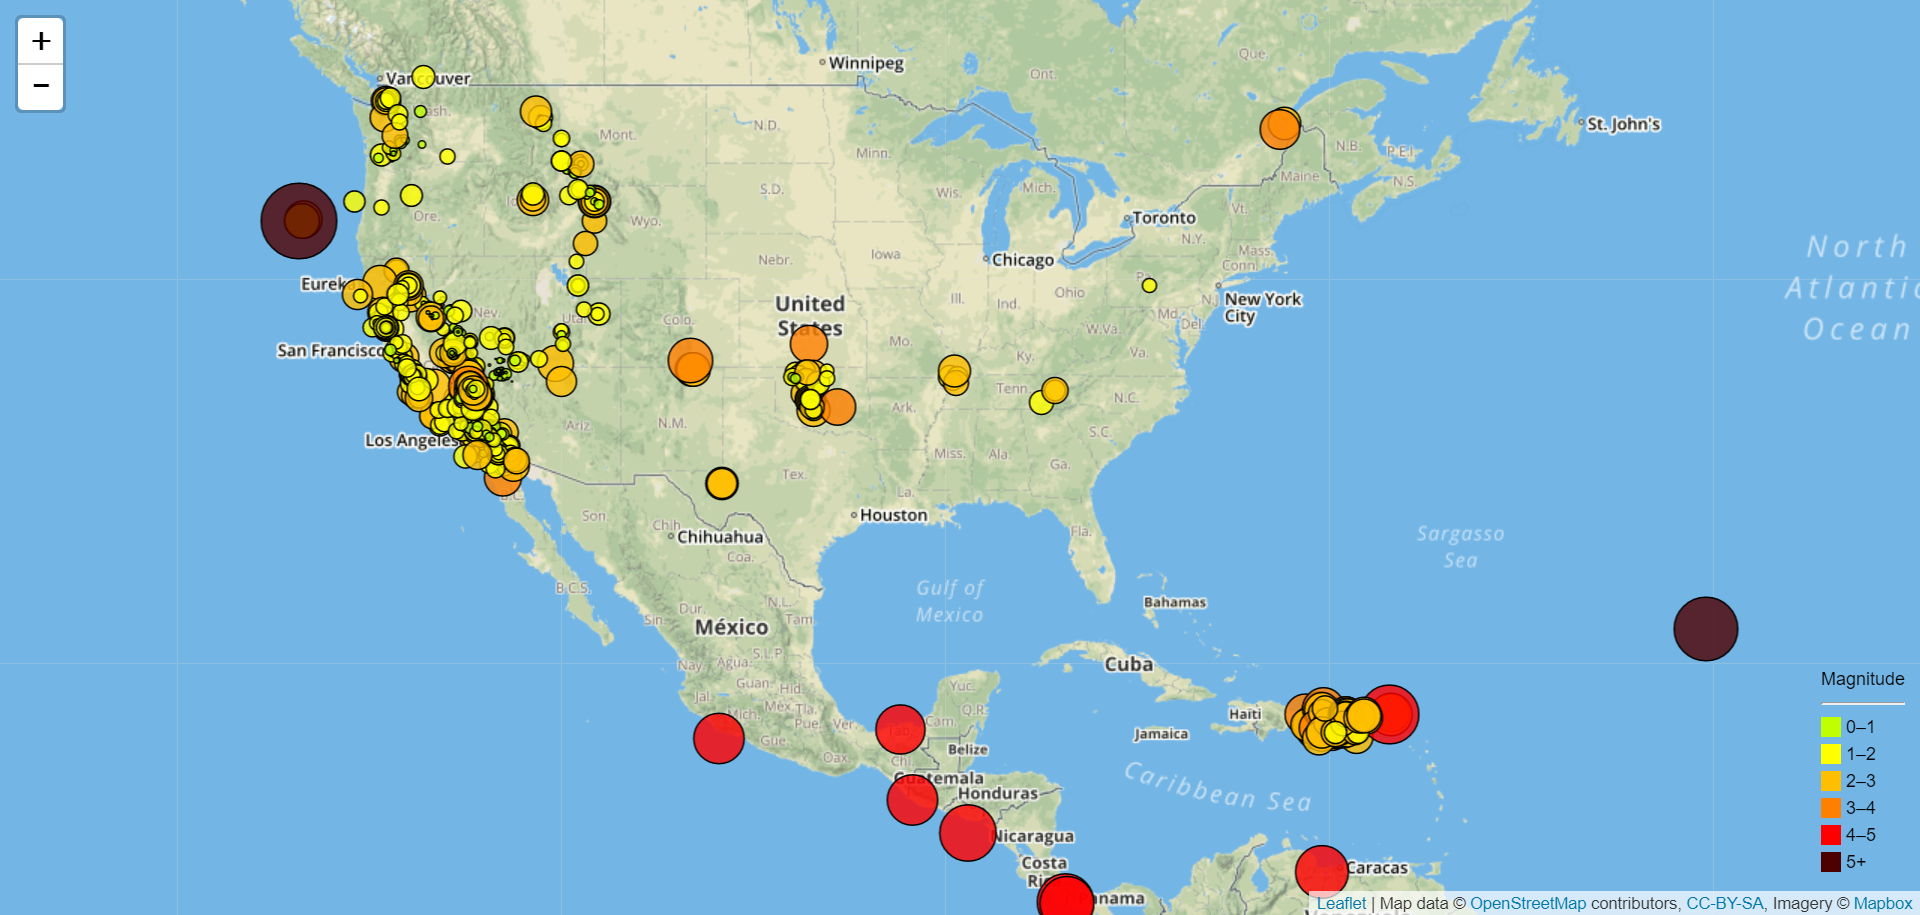 +
−
Winnipeg
Vancouver
Que.
Ont.
ash.
Mont.
N.D.
Minn.
St. John's
N.B.
P.E.I.
Maine
N.S.
S.D.
Wis.
Mich.
Ore.
Wyo.
Toronto
Vt.
N.Y.
North
Atlantic
Ocean
Iowa
Chicago
Nebr.
Mass.
Conn.
Eurek
Pa.
Ill.
Ind.
Ohio
N.J.
New York
City
United
States
Nev.
Utah
Colo.
Md.
Del.
W.Va.
Mo.
Ky.
Va.
San Francisco
Tenn
N.C.
Ark.
Los Angeles
Ariz.
N.M.
S.C.
Miss.
Ala.
Ga.
Tex.
La.
B.C.
Houston
Son.
Chih.
Chihuahua
Fla.
Sargasso
Sea
Coa.
B.C.S.
Gulf of
Mexico
Bahamas
Dur.
N.L.
Sin.
México
Tam.
S.L.P.
Nay.
Agua.
Cuba
Guan.
Hid.
Yuc.
Magnitude
Jal.
Mich.
Mex.
Tla.
Q.R.
Pue.
Ver.
Cam.
Tab.
Haïti
0–1
Gue.
Jamaica
Belize
1–2
Oax.
Chi.
Guatemala
Caribbean Sea
2–3
Honduras
3–4
Nicaragua
4–5
Costa
Ri
Caracas
5+
anama
Leaflet | Map data © OpenStreetMap contributors, CC-BY-SA, Imagery © Mapbox